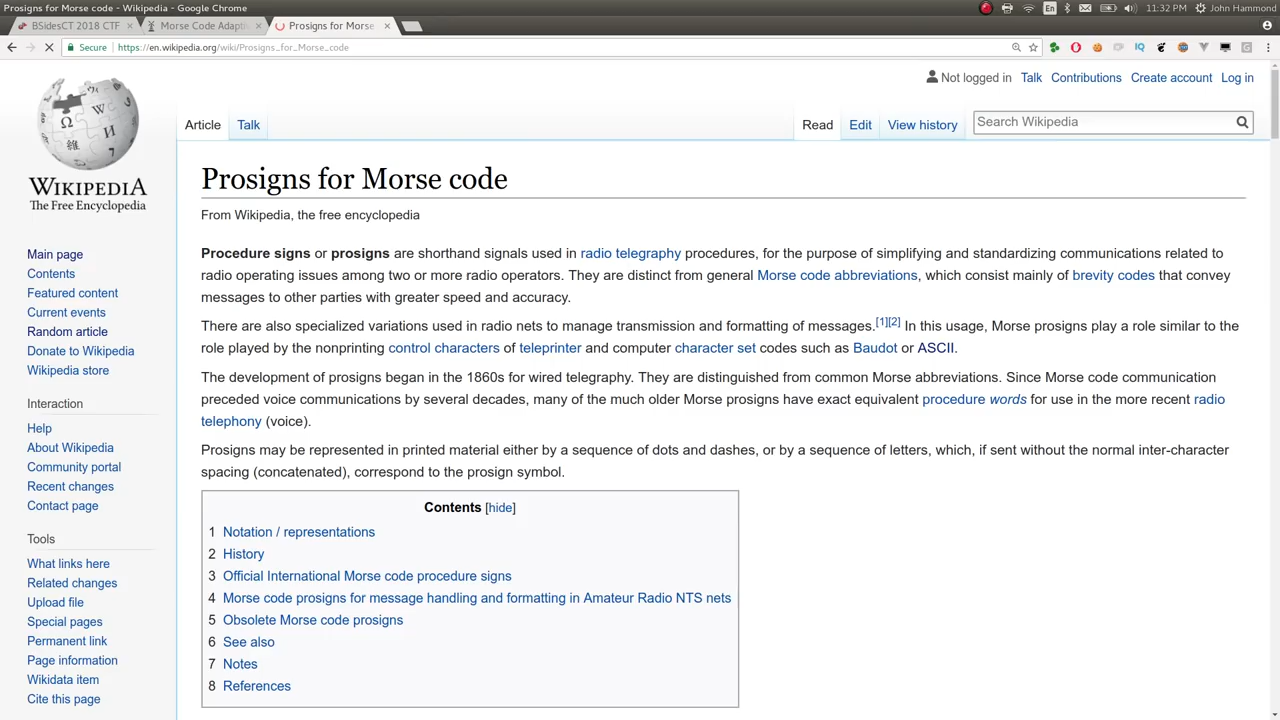 Prosigns for Morse code - Wikipedia - Google Chrome
En
11:32 PM
John Hammond
BSidesCT 2018 CTF
Morse Code Adapti
Prosigns for Morse
Secure
https://en.wikipedia.org/wiki/Prosigns_for_Morse_code
Not logged in Talk Contributions Create account Log in
Article Talk Read Edit View history Search Wikipedia
WIKIPEDIA
The Free Encyclopedia
Main page
Contents
Featured content
Current events
Random article
Donate to Wikipedia
Wikipedia store
Interaction
Help
About Wikipedia
Community portal
Recent changes
Contact page
Tools
What links here
Related changes
Upload file
Special pages
Permanent link
Page information
Wikidata item
Cite this page
Prosigns for Morse code
From Wikipedia, the free encyclopedia
Procedure signs or prosigns are shorthand signals used in radio telegraphy procedures, for the purpose of simplifying and standardizing communications related to
radio operating issues among two or more radio operators. They are distinct from general Morse code abbreviations, which consist mainly of brevity codes that convey
messages to other parties with greater speed and accuracy.
There are also specialized variations used in radio nets to manage transmission and formatting of messages.[1][2] In this usage, Morse prosigns play a role similar to the
role played by the nonprinting control characters of teleprinter and computer character set codes such as Baudot or ASCII.
The development of prosigns began in the 1860s for wired telegraphy. They are distinguished from common Morse abbreviations. Since Morse code communication
preceded voice communications by several decades, many of the much older Morse prosigns have exact equivalent procedure words for use in the more recent radio
telephony (voice).
Prosigns may be represented in printed material either by a sequence of dots and dashes, or by a sequence of letters, which, if sent without the normal inter-character
spacing (concatenated), correspond to the prosign symbol.
Contents [hide]
1 Notation / representations
2 History
3 Official International Morse code procedure signs
4 Morse code prosigns for message handling and formatting in Amateur Radio NTS nets
5 Obsolete Morse code prosigns
6 See also
7 Notes
8 References